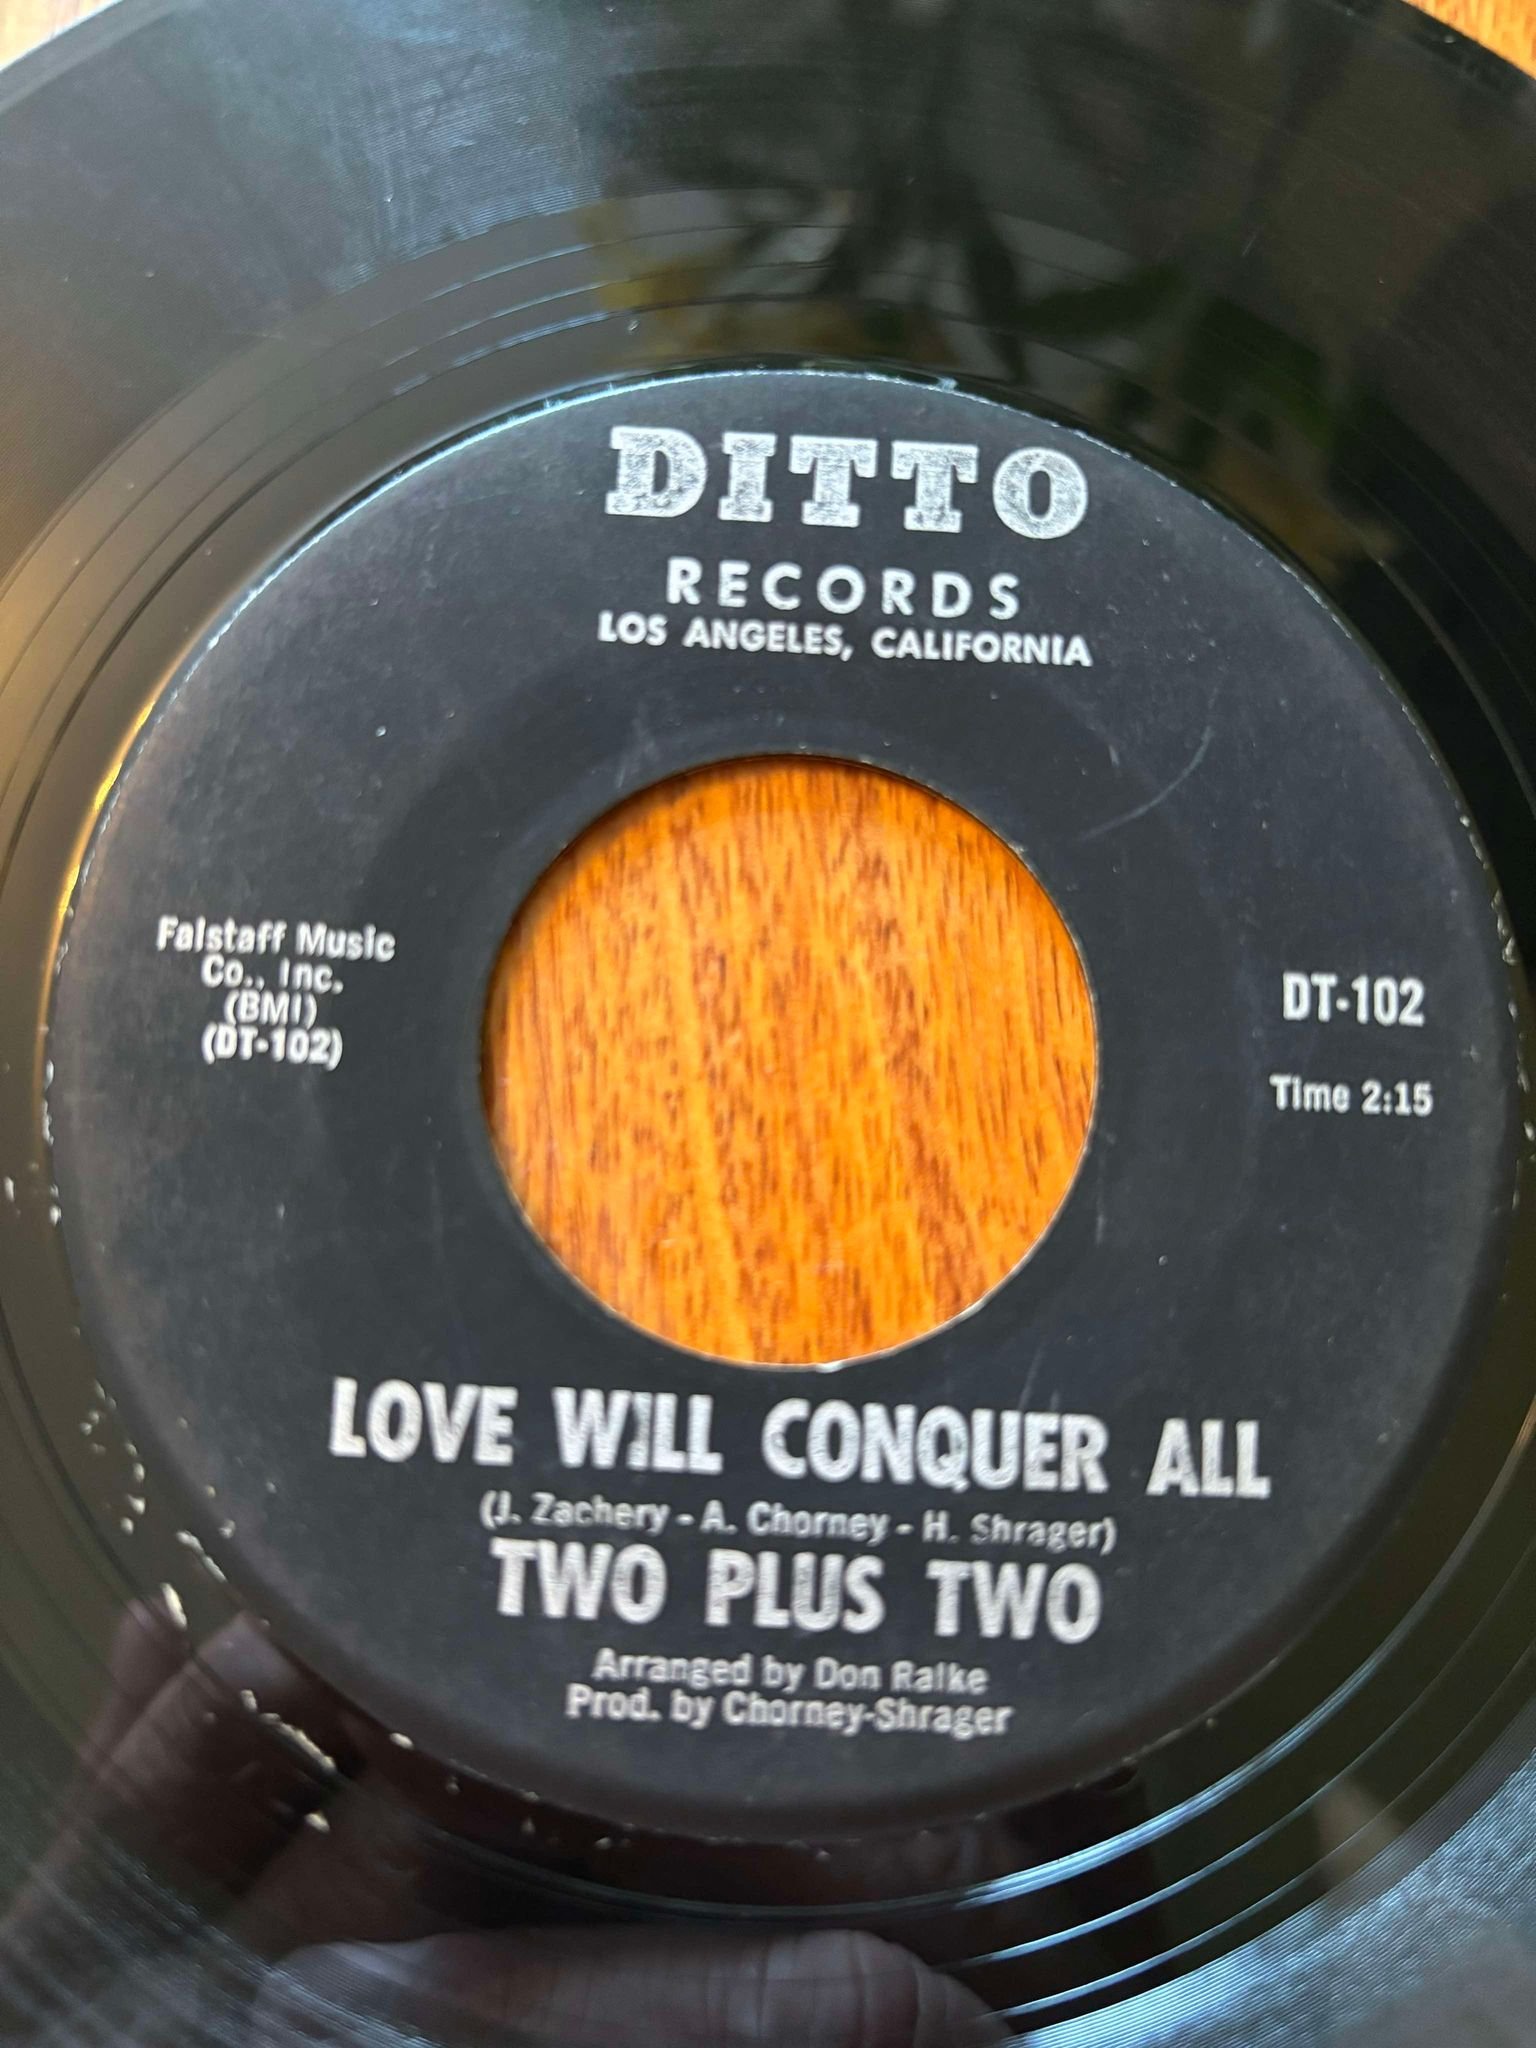 DITTO
RECORDS
LOS ANGELES, CALIFORNIA
Falstaff Music
Co., Inc.
(BMI)
(DT-102)
DT-102
Time 2:15
LOVE WILL CONQUER ALL
(J. Zachery - A. Chorney - H. Shrager)
TWO PLUS TWO
Arranged by Don Ralke
Prod. by Chorney-Shrager